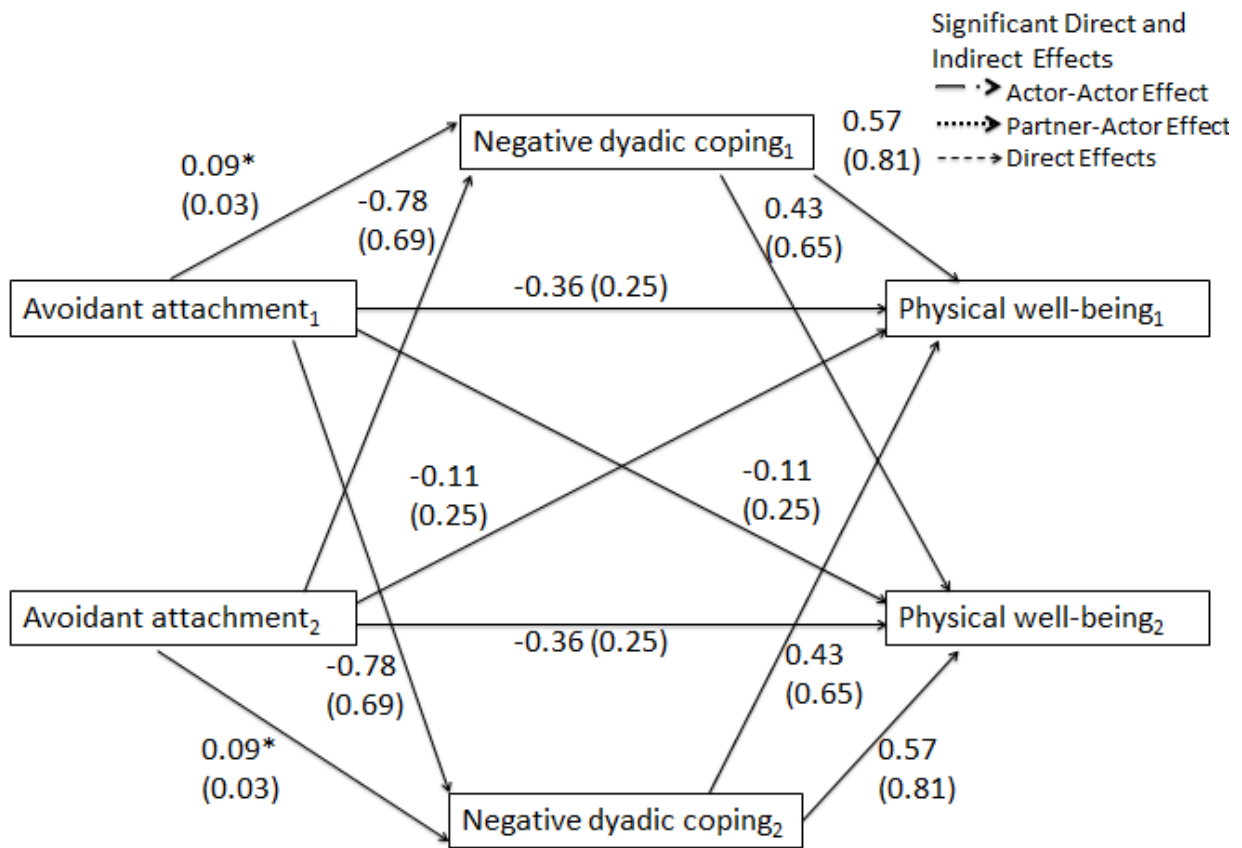 Significant Direct and
Indirect Effects
Actor-Actor Effect
Partner-Actor Effect
Direct Effects
Negative dyadic coping₁
0.57
(0.81)
0.09*
(0.03)
-0.78
(0.69)
0.43
(0.65)
-0.36 (0.25)
Avoidant attachment₁
Physical well-being₁
-0.11
(0.25)
-0.11
(0.25)
Avoidant attachment₂
Physical well-being₂
-0.36 (0.25)
-0.78
(0.69)
0.43
(0.65)
0.09*
(0.03)
0.57
(0.81)
Negative dyadic coping₂